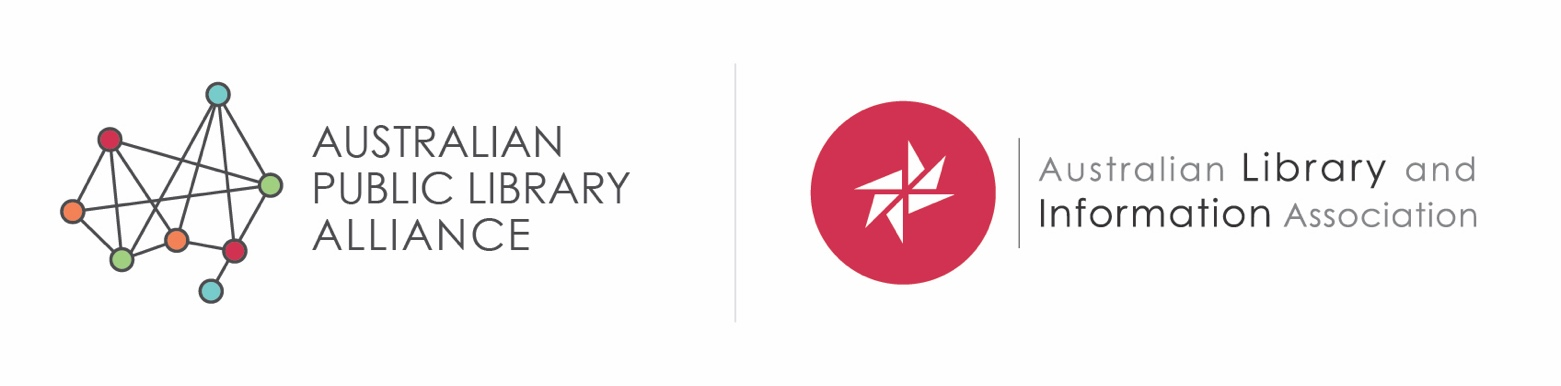 AUSTRALIAN
PUBLIC LIBRARY
ALLIANCE
Australian Library and
Information Association